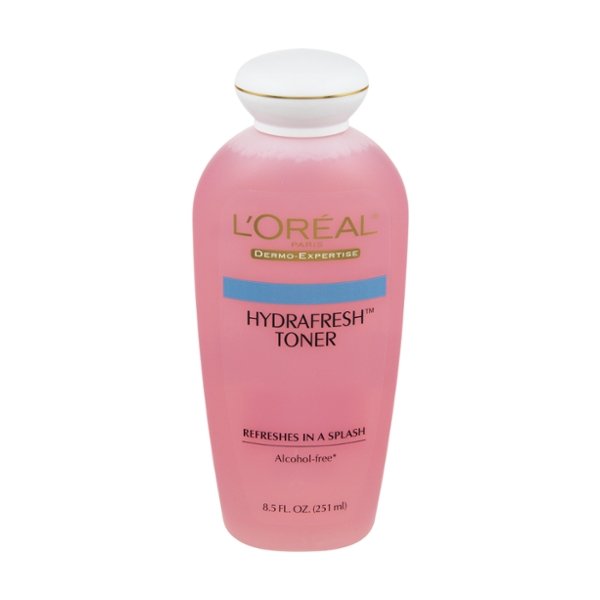 L'ORÉAL®
PARIS
DERMO-EXPERTISE
HYDRAFRESH™
TONER
REFRESHES IN A SPLASH
Alcohol-free*
8.5 FL. OZ. (251 ml)